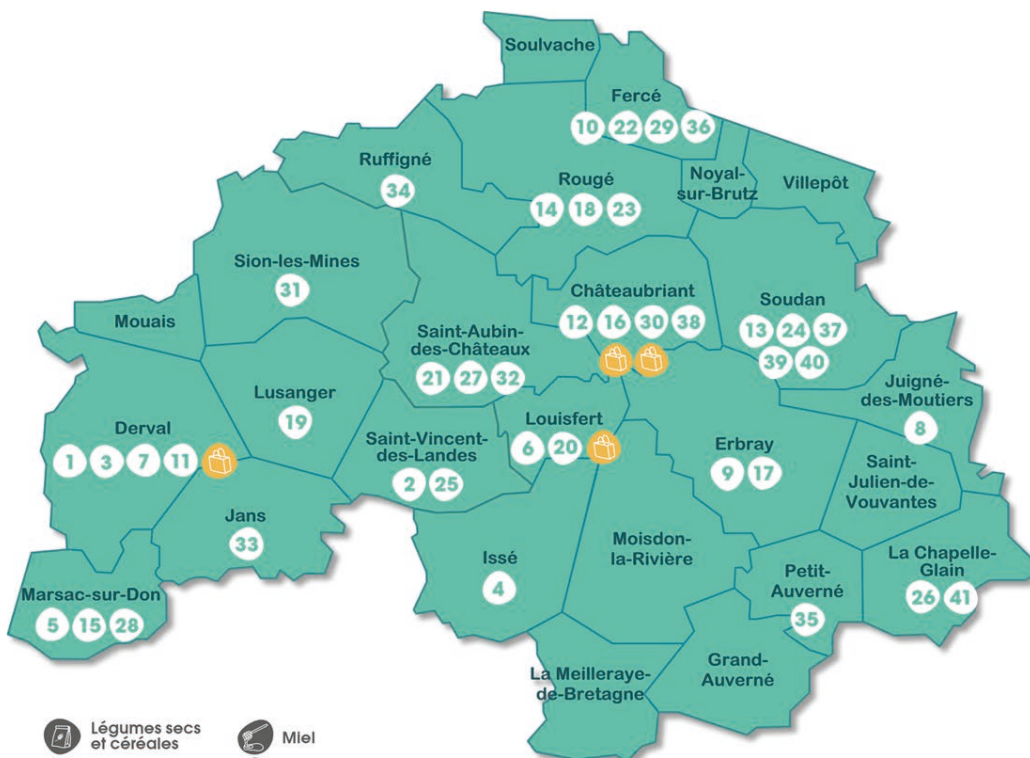 Soulvache
Fercé
10 22 29 36
Ruffigné
34
Rougé
14 18 23
Noyal-
sur-Brutz
Villepôt
Sion-les-Mines
31
Mouais
Châteaubriant
12 16 30 38
Soudan
13 24 37
39 40
Saint-Aubin-
des-Châteaux
21 27 32
Juigné-
des-Moutiers
8
Lusanger
19
Derval
1 3 7 11
Louisfert
6 20
Saint-Vincent-
des-Landes
2 25
Erbray
9 17
Saint-
Julien-de-
Vouvantes
Jans
33
Issé
4
Moisdon-
la-Rivière
La Chapelle-
Glain
26 41
Petit-
Auverné
35
Marsac-sur-Don
5 15 28
Grand-
Auverné
La Meilleraye-
de-Bretagne
Légumes secs
et céréales
Miel